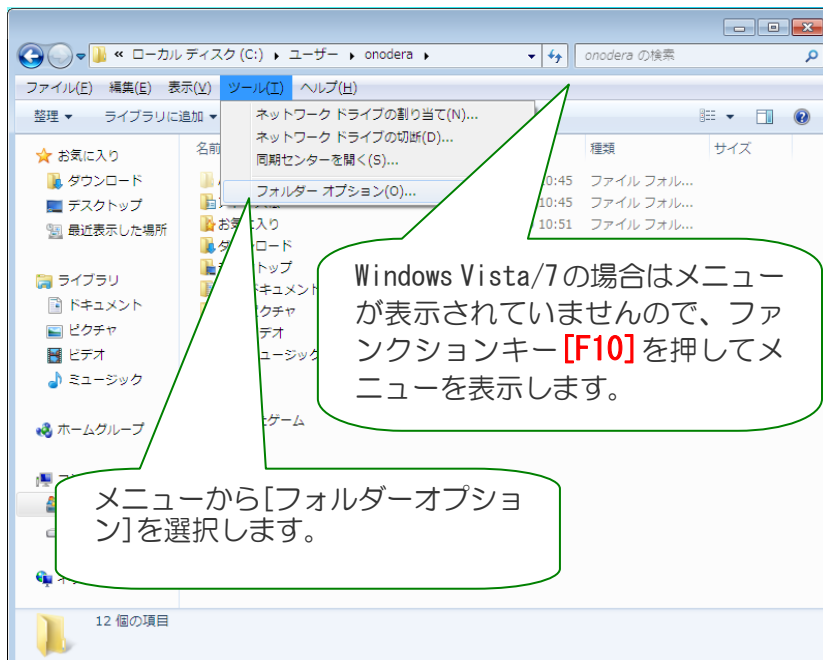 « ローカル ディスク (C:) ▸ ユーザー ▸ onodera ▸
onodera の検索
ファイル(F) 編集(E) 表示(V) ツール(T) ヘルプ(H)
整理 ▼ ライブラリに追加 ▼
ネットワーク ドライブの割り当て(N)...
ネットワーク ドライブの切断(D)...
同期センターを開く(S)...
フォルダー オプション(O)...
名前
種類
サイズ
お気に入り
ダウンロード
デスクトップ
最近表示した場所
ライブラリ
ドキュメント
ピクチャ
ビデオ
ミュージック
ホームグループ
10:45 ファイル フォル...
10:45 ファイル フォル...
10:51 ファイル フォル...
Windows Vista/7の場合はメニュー
が表示されていませんので、ファ
ンクションキー[F10]を押してメ
ニューを表示します。
メニューから[フォルダーオプショ
ン]を選択します。
12 個の項目